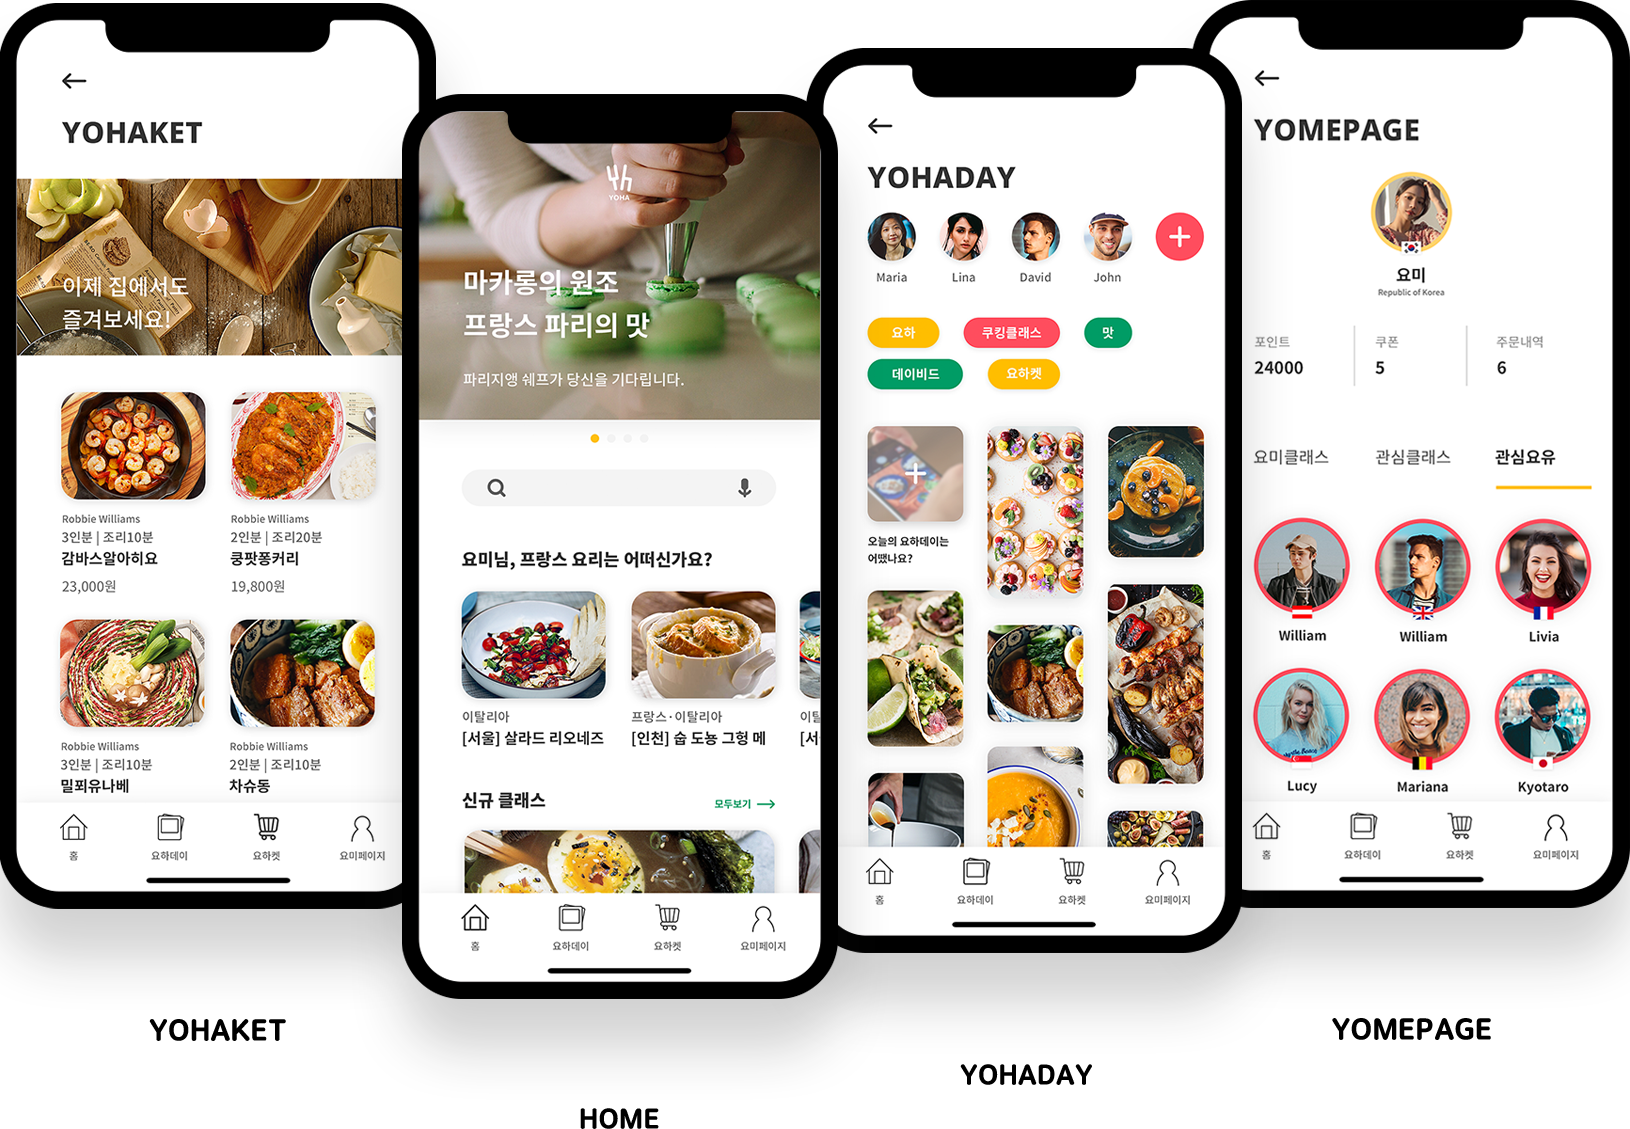 YOHAKET
이제 집에서도
즐겨보세요!
Robbie Williams
3인분 | 조리10분
감바스알아히요
23,000원
Robbie Williams
2인분 | 조리20분
쿵팟퐁커리
19,800원
Robbie Williams
3인분 | 조리10분
밀푀유나베
Robbie Williams
2인분 | 조리10분
차슈동
홈
요하데이
요하켓
요미페이지
YOHAKET
YOHA
마카롱의 원조
프랑스 파리의 맛
파리지앵 쉐프가 당신을 기다립니다.
요미님, 프랑스 요리는 어떠신가요?
이탈리아
[서울] 살라드 리오네즈
프랑스·이탈리아
[인천] 숩 도뇽 그헝 메
이탈
[서
신규 클래스
모두보기
홈
요하데이
요하켓
요미페이지
HOME
YOHADAY
Maria
Lina
David
John
요하
쿠킹클래스
맛
데이비드
요하켓
오늘의 요하데이는
어땠나요?
홈
요하데이
요하켓
요미페이지
YOHADAY
YOMEPAGE
요미
Republic of Korea
포인트
24000
쿠폰
5
주문내역
6
요미클래스
관심클래스
관심요유
William
William
Livia
Lucy
Mariana
Kyotaro
홈
요하데이
요하켓
요미페이지
YOMEPAGE